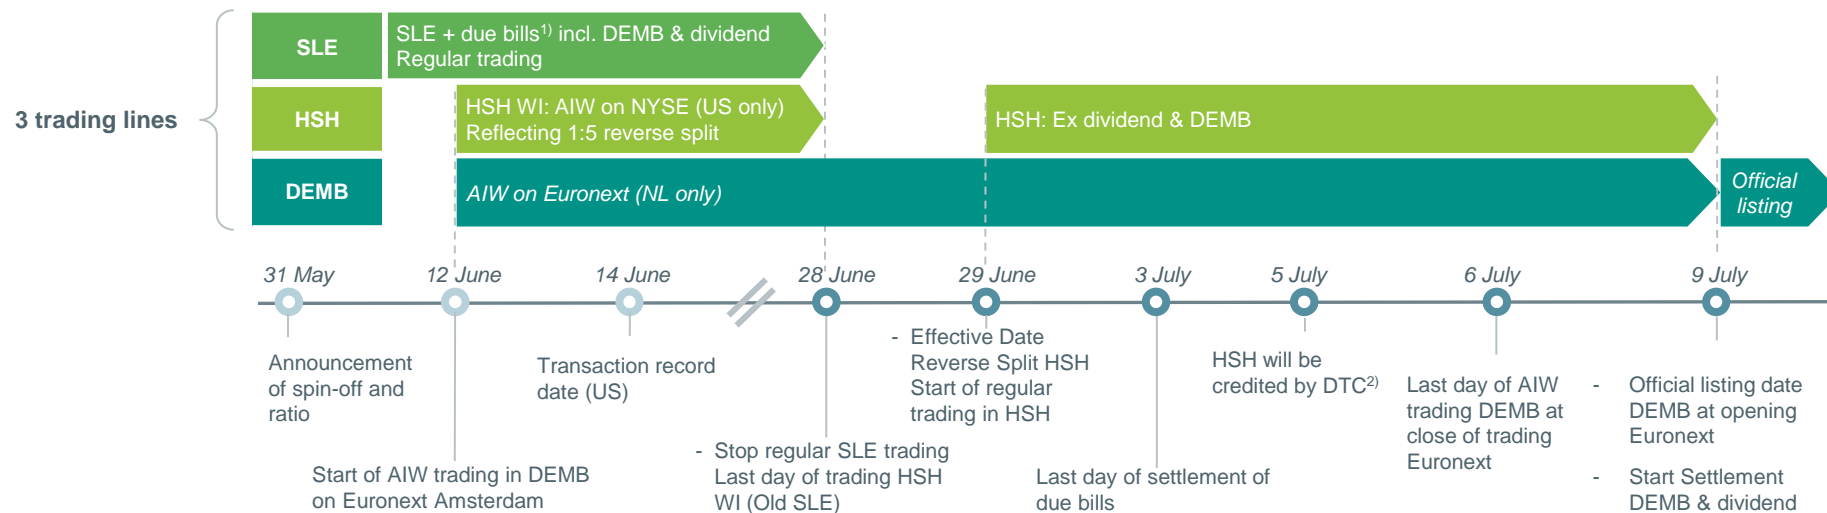 3 trading lines
SLE
SLE + due bills1) incl. DEMB & dividend
Regular trading
HSH
HSH WI: AIW on NYSE (US only)
Reflecting 1:5 reverse split
HSH: Ex dividend & DEMB
DEMB
AIW on Euronext (NL only)
Official
listing
31 May
12 June
14 June
28 June
29 June
3 July
5 July
6 July
9 July
Announcement
of spin-off and
ratio
Start of AIW trading in DEMB
on Euronext Amsterdam
Transaction record
date (US)
- Stop regular SLE trading
Last day of trading HSH
WI (Old SLE)
- Effective Date
Reverse Split HSH
Start of regular
trading in HSH
Last day of settlement of
due bills
HSH will be
credited by DTC2)
Last day of AIW
trading DEMB at
close of trading
Euronext
- Official listing date
DEMB at opening
Euronext
- Start Settlement
DEMB & dividend